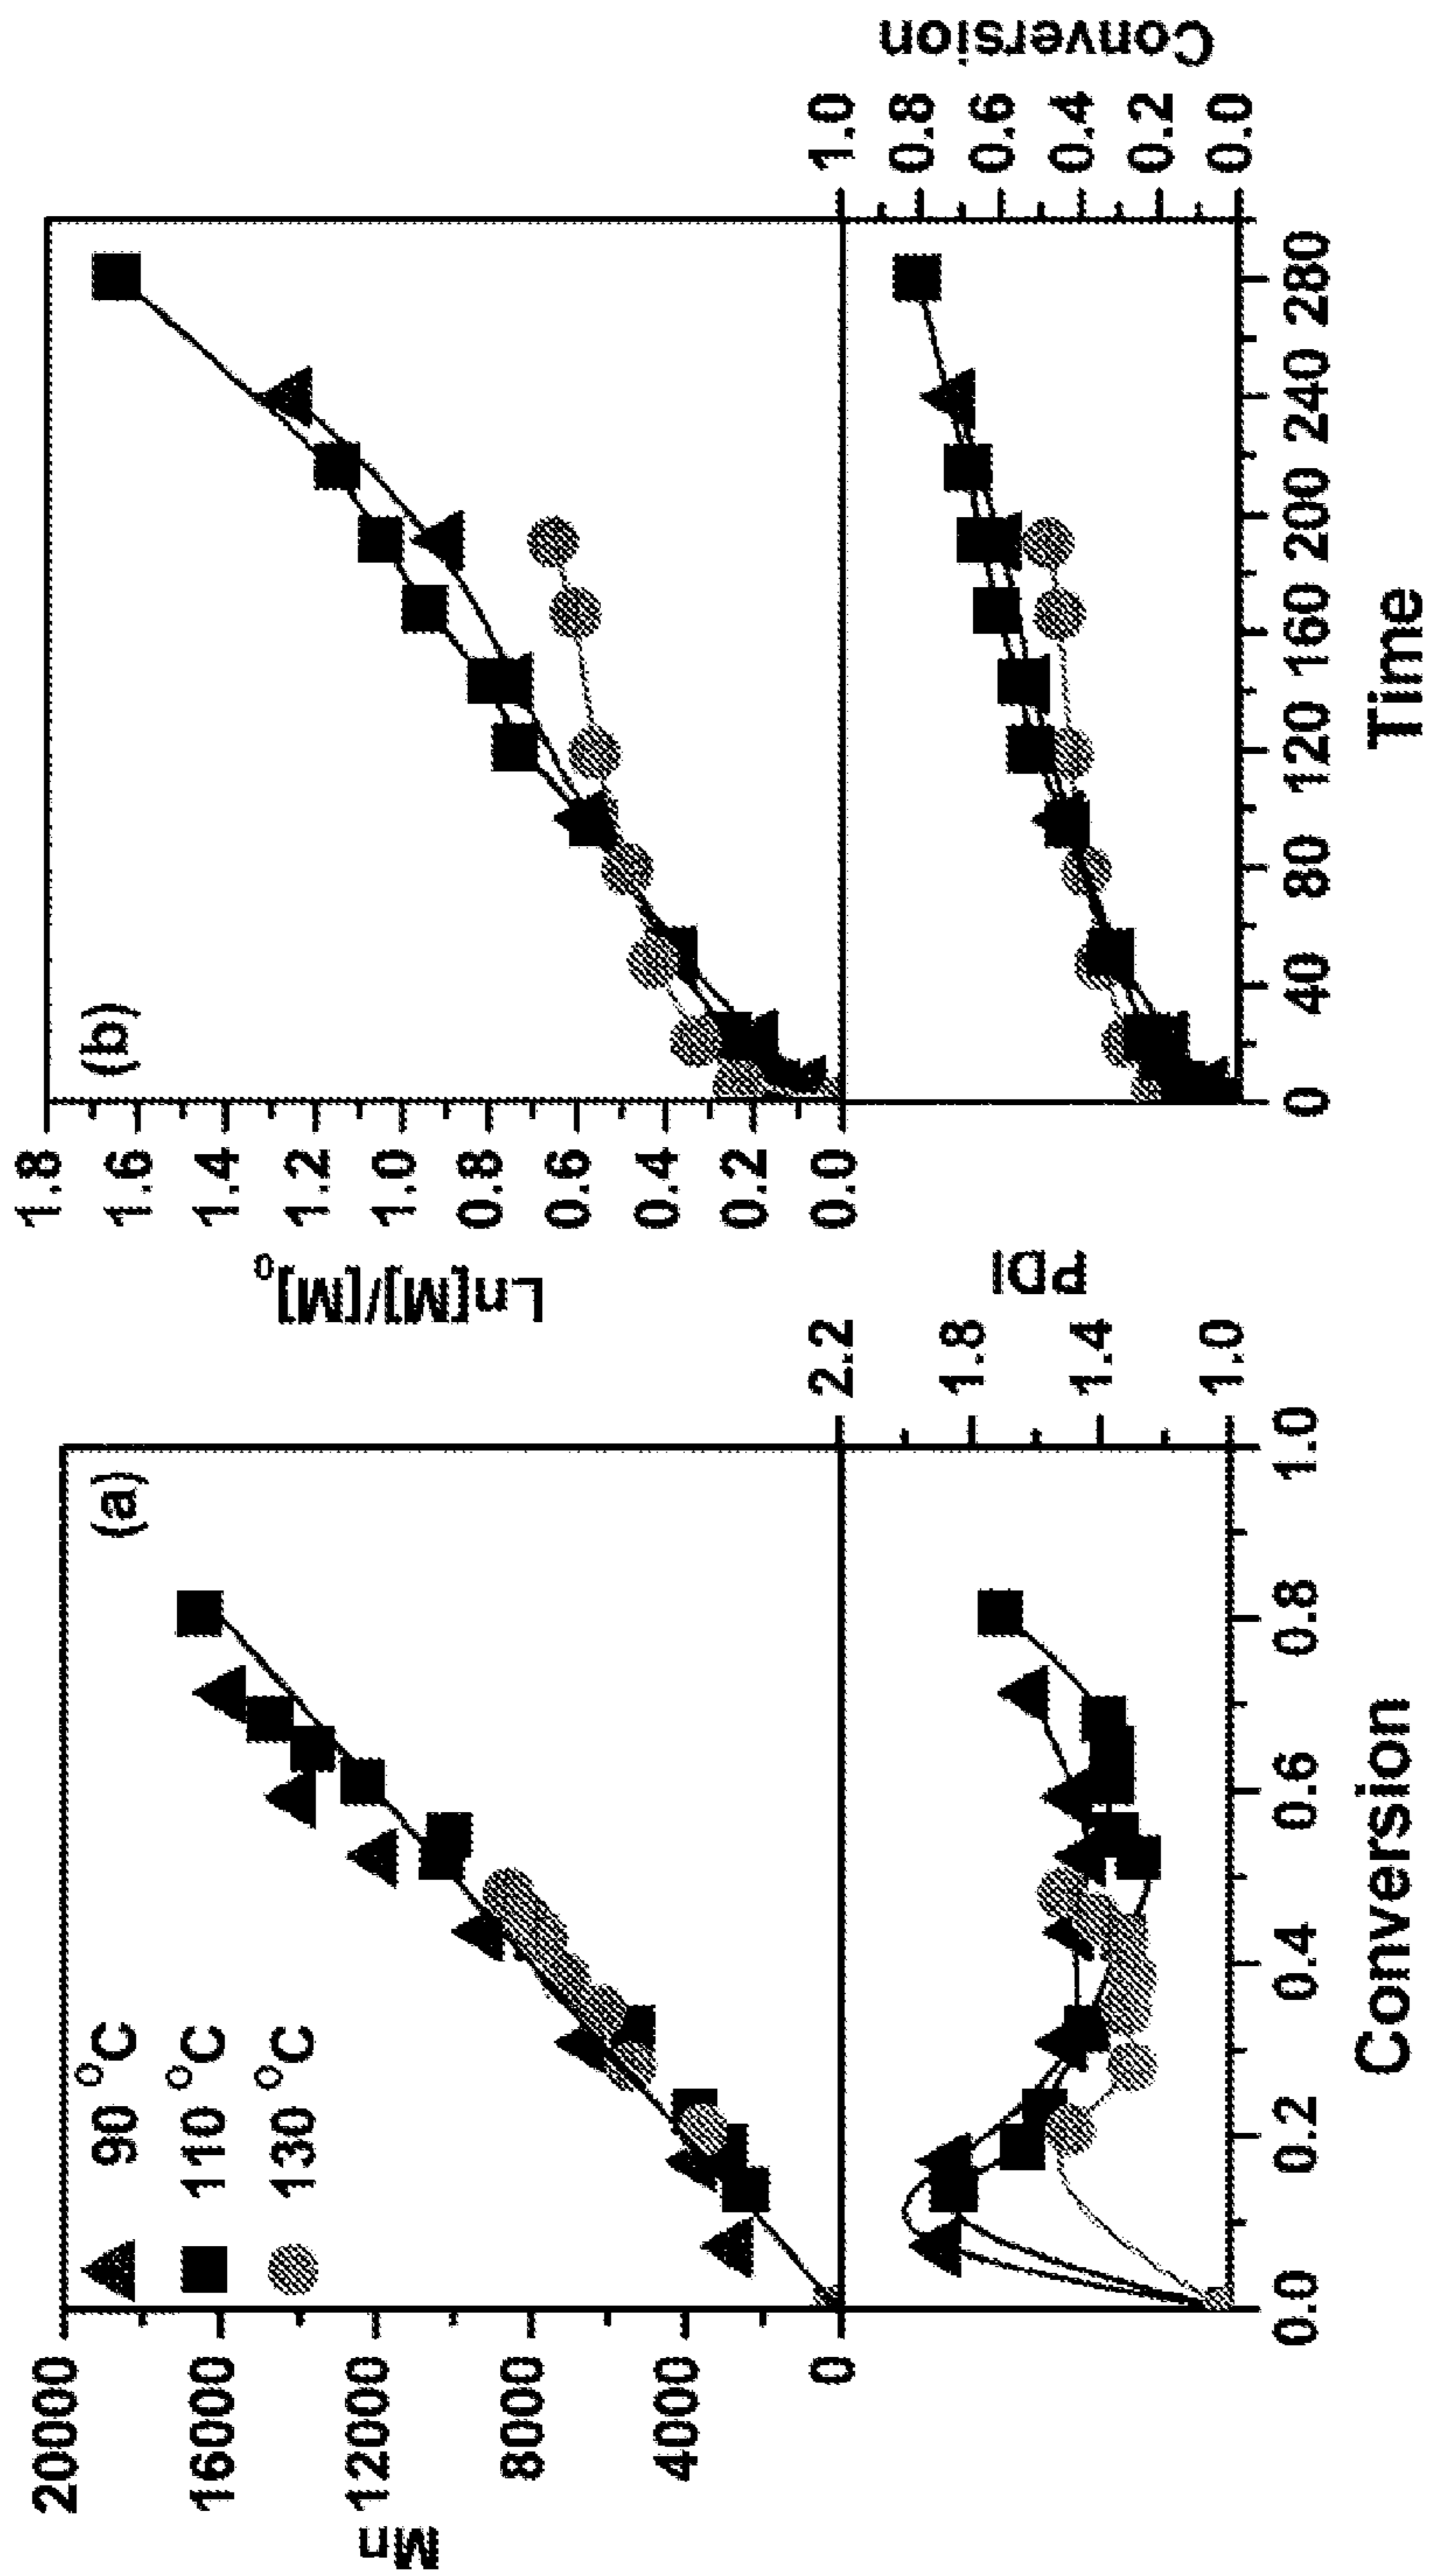 (a)
90 °C
110 °C
130 °C
20000
16000
12000
8000
4000
0
Mn
2.2
1.8
1.4
1.0
PDI
0.0 0.2 0.4 0.6 0.8 1.0
Conversion
(b)
1.8
1.6
1.4
1.2
1.0
0.8
0.6
0.4
0.2
0.0
Ln[M]/[M]₀
1.0
0.8
0.6
0.4
0.2
0.0
Conversion
0 40 80 120 160 200 240 280
Time